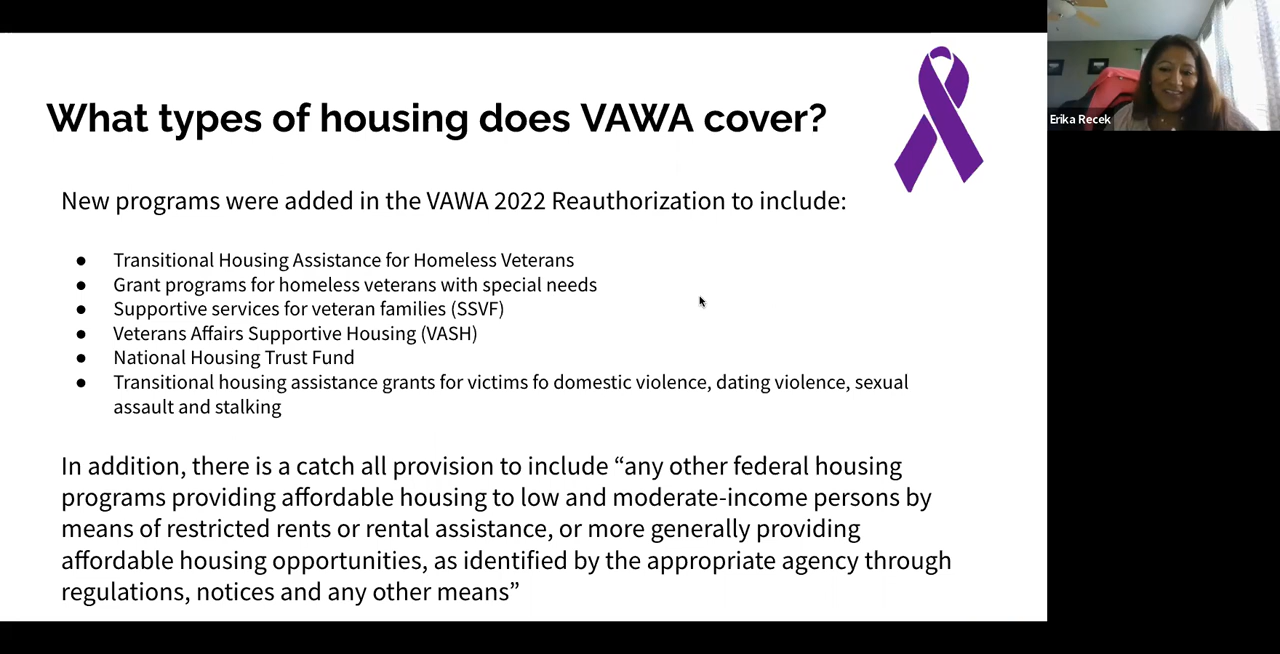 What types of housing does VAWA cover?
Erika Recek
New programs were added in the VAWA 2022 Reauthorization to include:
● Transitional Housing Assistance for Homeless Veterans
● Grant programs for homeless veterans with special needs
● Supportive services for veteran families (SSVF)
● Veterans Affairs Supportive Housing (VASH)
● National Housing Trust Fund
● Transitional housing assistance grants for victims fo domestic violence, dating violence, sexual
assault and stalking
In addition, there is a catch all provision to include “any other federal housing
programs providing affordable housing to low and moderate-income persons by
means of restricted rents or rental assistance, or more generally providing
affordable housing opportunities, as identified by the appropriate agency through
regulations, notices and any other means”